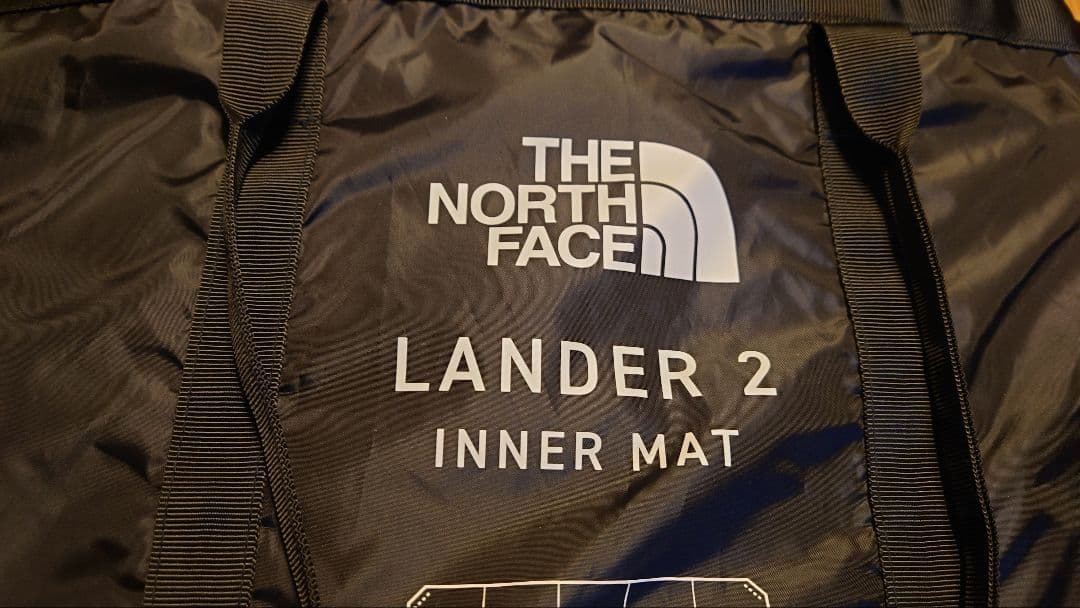 THE
NORTH
FACE
LANDER 2
INNER MAT